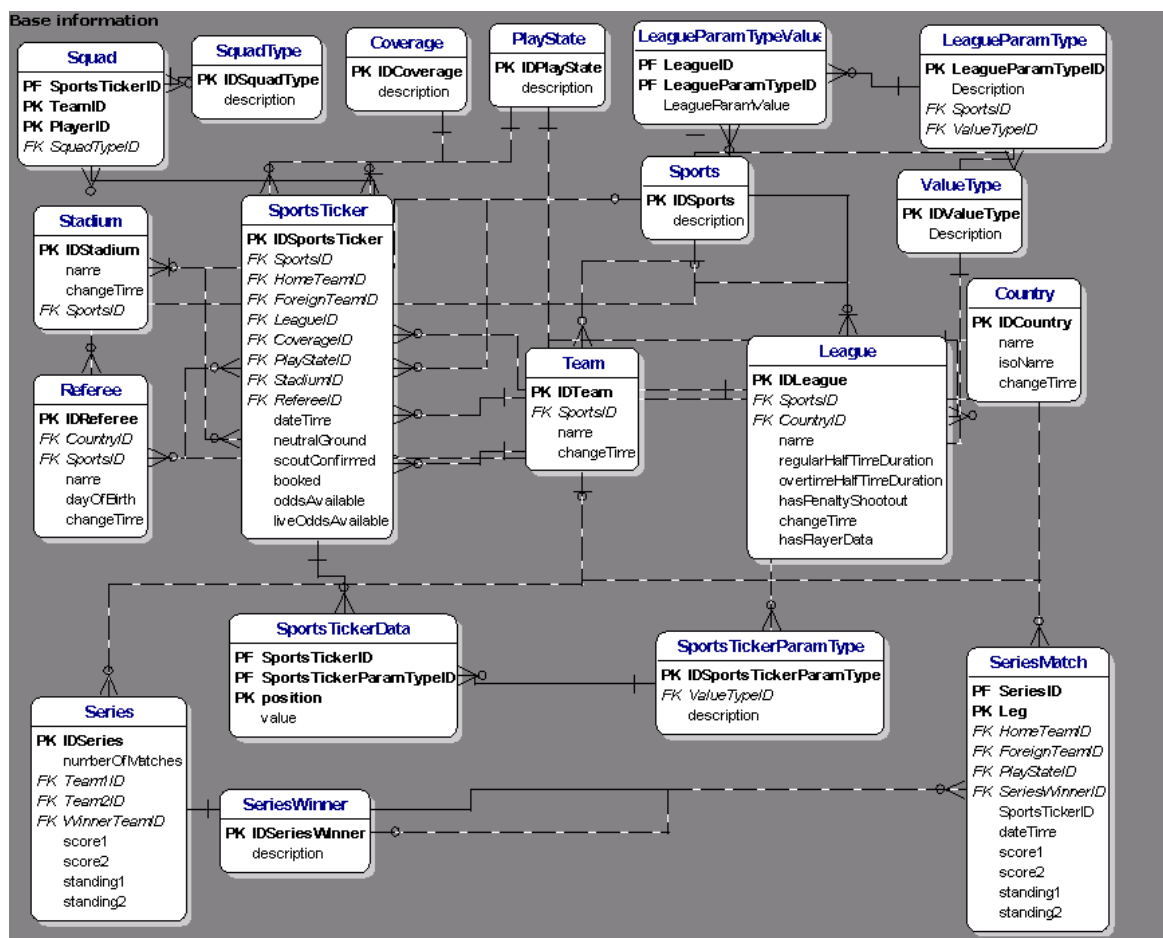 Base information
Squad
PF SportsTickerID
PK TeamID
PK PlayerID
FK SquadTypeID
SquadType
PK IDSquadType
description
Coverage
PK IDCoverage
description
PlayState
PK IDPlayState
description
LeagueParamTypeValue
PF LeagueID
PF LeagueParamTypeID
LeagueParamValue
LeagueParamType
PK LeagueParamTypeID
Description
FK SportsID
FK ValueTypeID
Stadium
PK IDStadium
name
changeTime
FK SportsID
SportsTicker
PK IDSportsTicker
FK SportsID
FK HomeTeamID
FK ForeignTeamID
FK LeagueID
FK CoverageID
FK PlayStateID
FK StadiumID
FK RefereeID
dateTime
neutralGround
scoutConfirmed
booked
oddsAvailable
liveOddsAvailable
Sports
PK IDSports
description
ValueType
PK IDValueType
Description
Country
PK IDCountry
name
isoName
changeTime
Referee
PK IDReferee
FK CountryID
FK SportsID
name
dayOfBirth
changeTime
Team
PK IDTeam
FK SportsID
name
changeTime
League
PK IDLeague
FK SportsID
FK CountryID
name
regularHalfTimeDuration
overtimeHalfTimeDuration
hasPenaltyShootout
changeTime
hasPlayerData
SportsTickerData
PF SportsTickerID
PF SportsTickerParamTypeID
PK position
value
SportsTickerParamType
PK IDSportsTickerParamType
FK ValueTypeID
description
SeriesMatch
PF SeriesID
PK Leg
FK HomeTeamID
FK ForeignTeamID
FK PlayStateID
FK SeriesWinnerID
SportsTickerID
dateTime
score1
score2
standing1
standing2
Series
PK IDSeries
numberOfMatches
FK Team1ID
FK Team2ID
FK WinnerTeamID
score1
score2
standing1
standing2
SeriesWinner
PK IDSeriesWinner
description